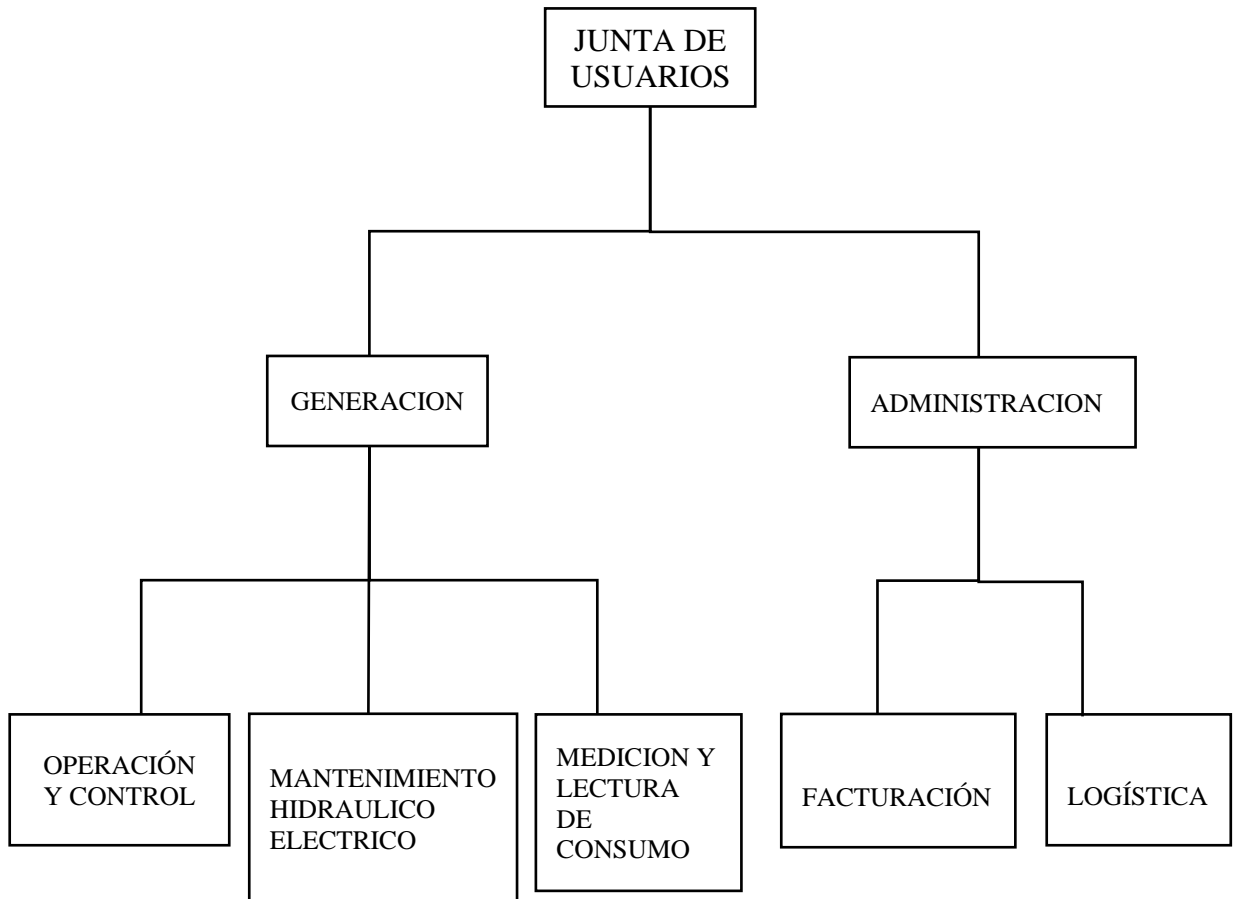 JUNTA DE
USUARIOS
GENERACION
ADMINISTRACION
OPERACIÓN
Y CONTROL
MANTENIMIENTO
HIDRAULICO
ELECTRICO
MEDICION Y
LECTURA
DE
CONSUMO
FACTURACIÓN
LOGÍSTICA